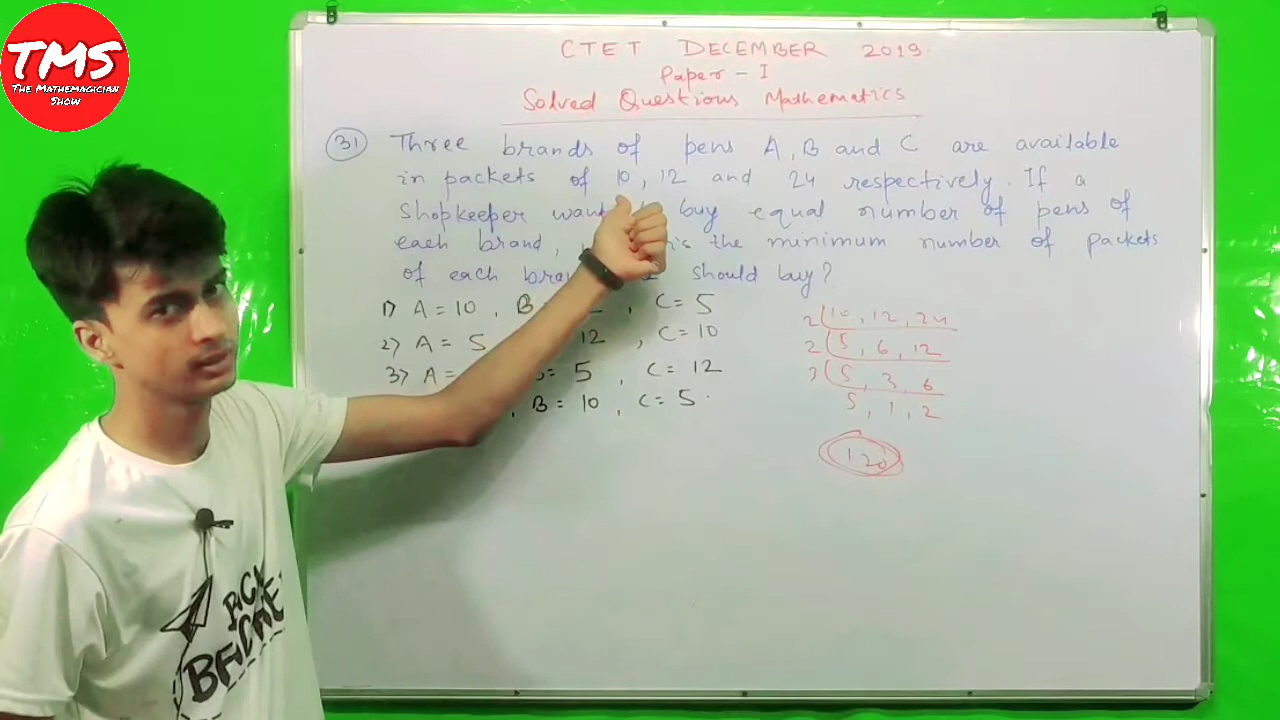 TMS
THE MATHEMAGICIAN
SHOW
CTET DECEMBER 2019
Paper - I
Solved Questions Mathematics
31 Three brands of pens A, B and C are available
in packets of 10, 12 and 24 respectively. If a
Shopkeeper buy equal number of pens of
each brand, the minimum number of packets
of each should buy?
1) A = 10 , B , C = 5
2) A = 5 12 , C = 10
3) A = 5 , C = 12
, B = 10 , C = 5
2 10, 12, 24
2 5, 6, 12
3 5, 3, 6
5, 1, 2
120